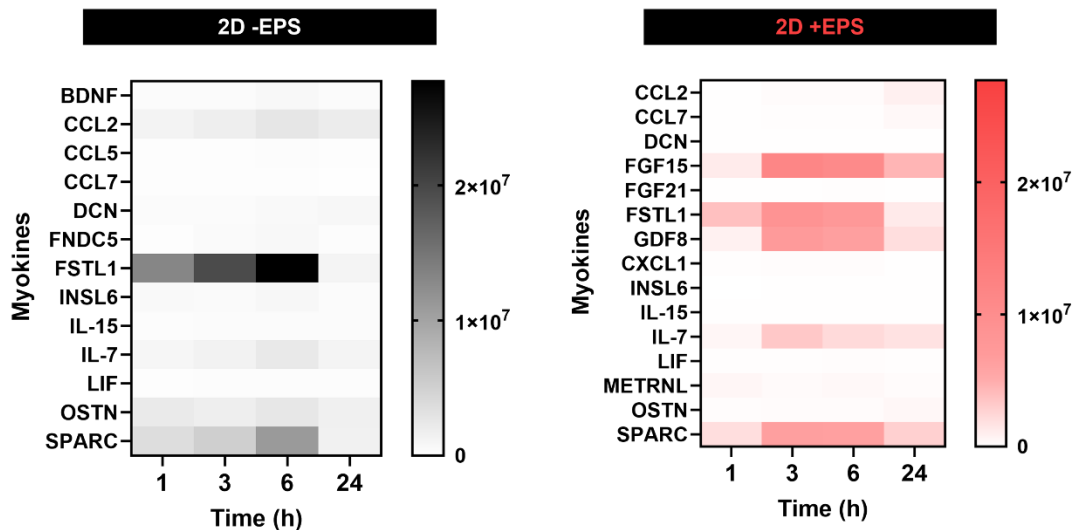 2D -EPS
Myokines
BDNF
CCL2
CCL5
CCL7
DCN
FNDC5
FSTL1
INSL6
IL-15
IL-7
LIF
OSTN
SPARC
1 3 6 24
Time (h)
2×10⁷
1×10⁷
0
2D +EPS
Myokines
CCL2
CCL7
DCN
FGF15
FGF21
FSTL1
GDF8
CXCL1
INSL6
IL-15
IL-7
LIF
METRNL
OSTN
SPARC
1 3 6 24
Time (h)
2×10⁷
1×10⁷
0